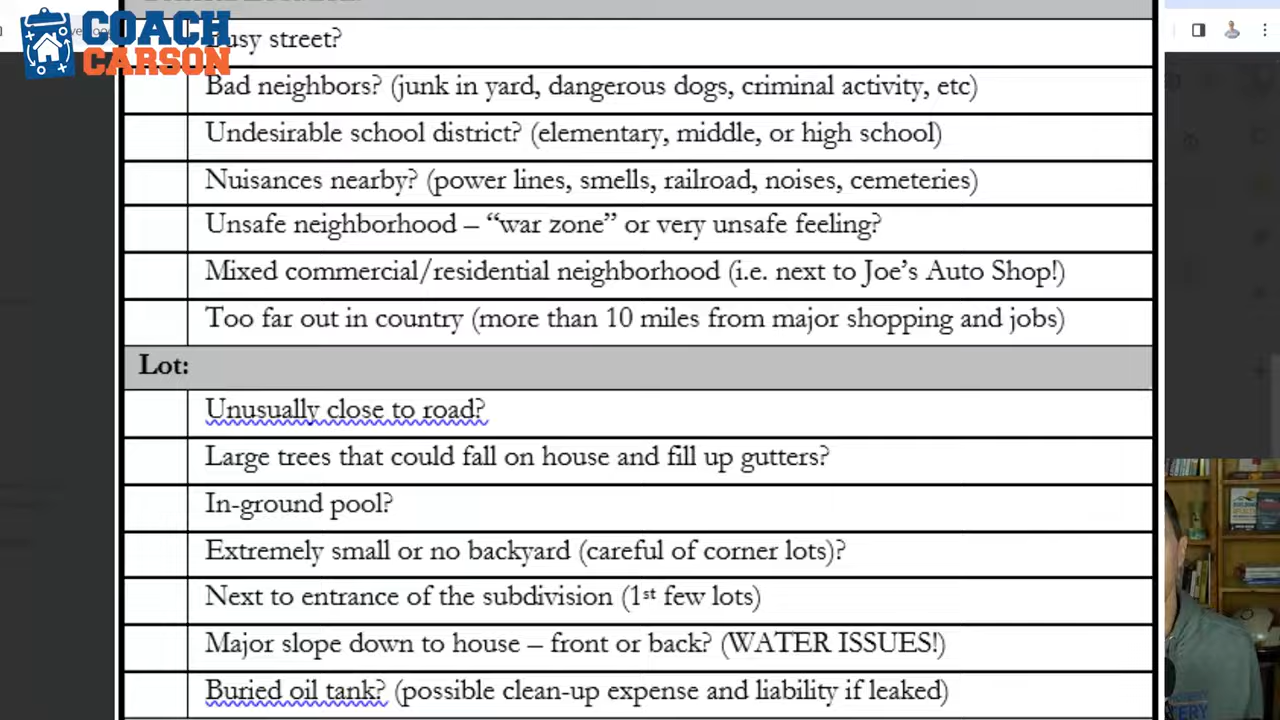 COACH
CARSON
Busy street?
Bad neighbors? (junk in yard, dangerous dogs, criminal activity, etc)
Undesirable school district? (elementary, middle, or high school)
Nuisances nearby? (power lines, smells, railroad, noises, cemeteries)
Unsafe neighborhood – “war zone” or very unsafe feeling?
Mixed commercial/residential neighborhood (i.e. next to Joe’s Auto Shop!)
Too far out in country (more than 10 miles from major shopping and jobs)
Lot:
Unusually close to road?
Large trees that could fall on house and fill up gutters?
In-ground pool?
Extremely small or no backyard (careful of corner lots)?
Next to entrance of the subdivision (1st few lots)
Major slope down to house – front or back? (WATER ISSUES!)
Buried oil tank? (possible clean-up expense and liability if leaked)